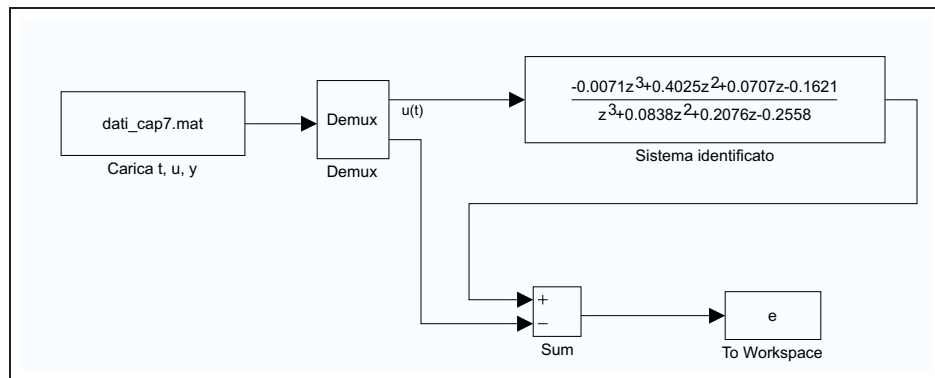 dati_cap7.mat
Carica t, u, y
Demux
Demux
u(t)
-0.0071z³+0.4025z²+0.0707z-0.1621
z³+0.0838z²+0.2076z-0.2558
Sistema identificato
+
−
Sum
e
To Workspace